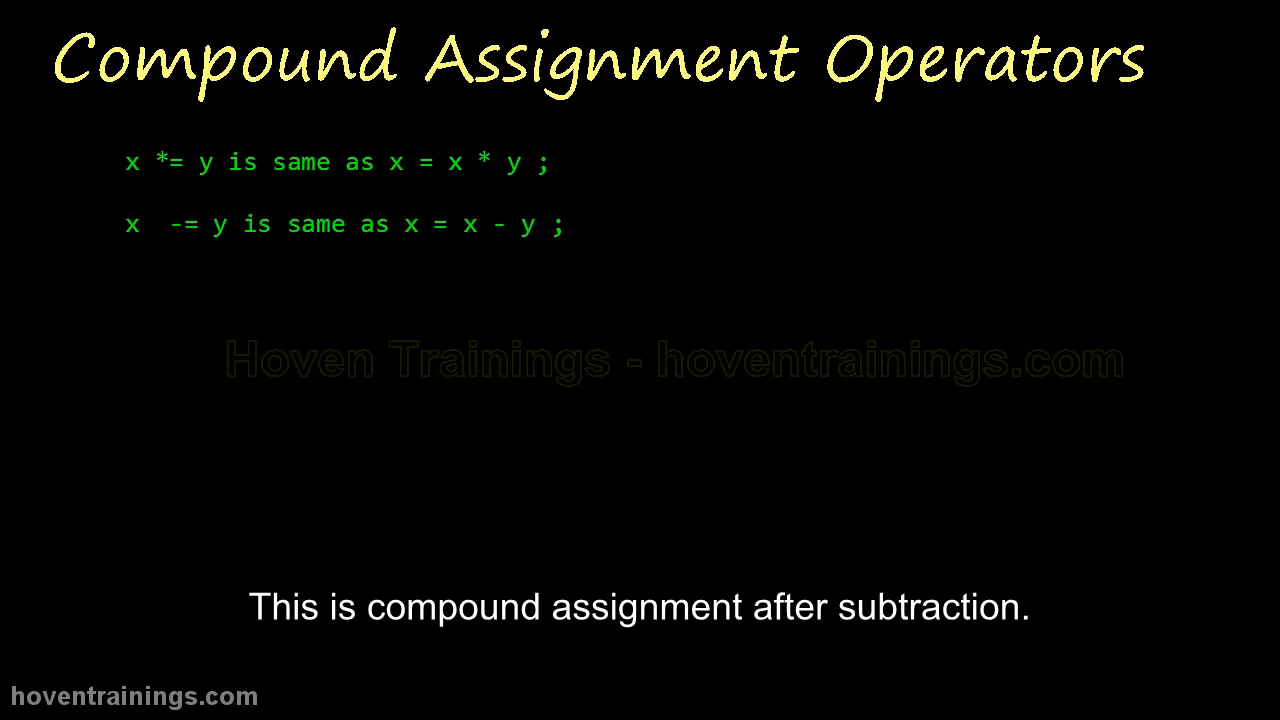 Compound Assignment Operators
x *= y is same as x = x * y ;
x  -= y is same as x = x - y ;
Hoven Trainings - hoventrainings.com
This is compound assignment after subtraction.
hoventrainings.com